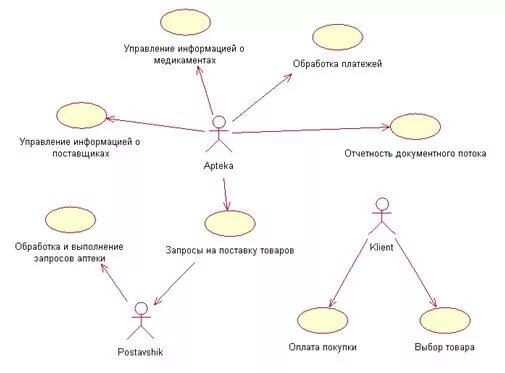 Управление информацией о
медикаментах
Обработка платежей
Управление информацией о
поставщиках
Apteka
Отчетность документного потока
Обработка и выполнение
запросов аптеки
Запросы на поставку товаров
Klient
Postavshik
Оплата покупки
Выбор товара